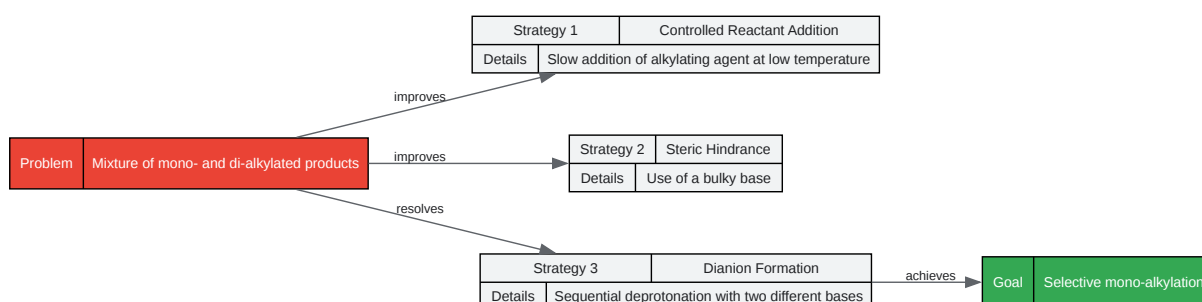 Strategy 1 Controlled Reactant Addition
Details Slow addition of alkylating agent at low temperature
improves
Problem Mixture of mono- and di-alkylated products
improves
Strategy 2 Steric Hindrance
Details Use of a bulky base
resolves
Strategy 3 Dianion Formation
Details Sequential deprotonation with two different bases
achieves
Goal Selective mono-alkylation